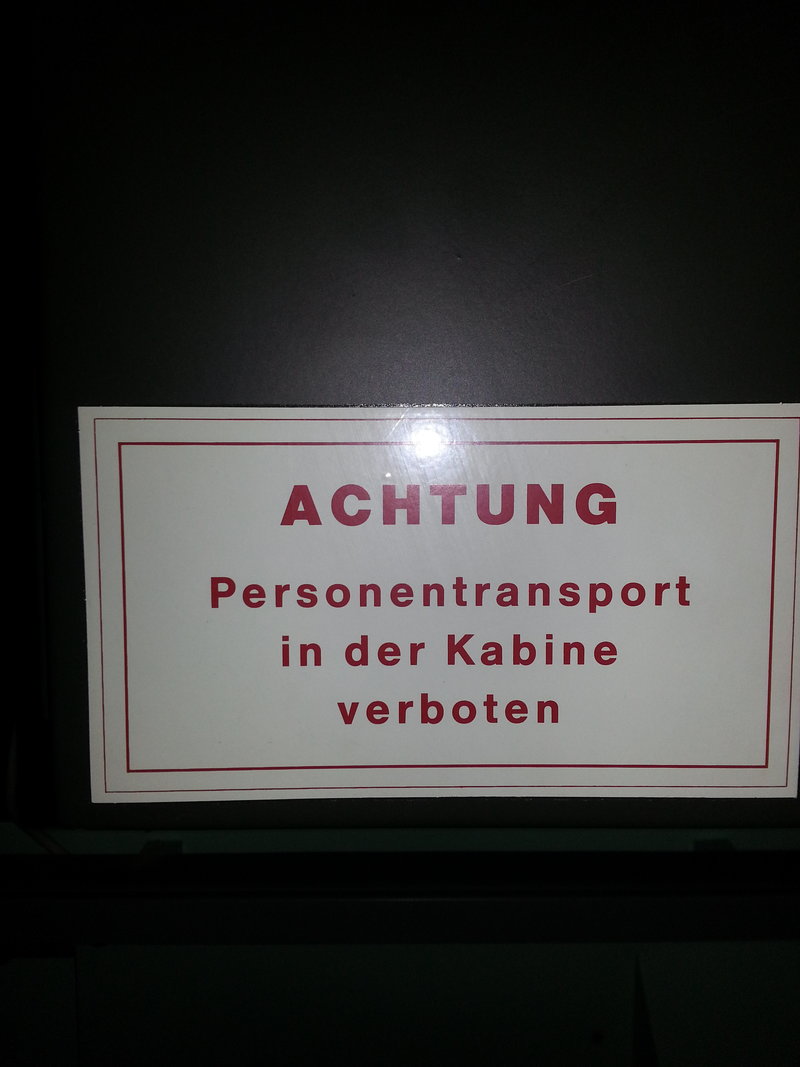 ACHTUNG
Personentransport
in der Kabine
verboten